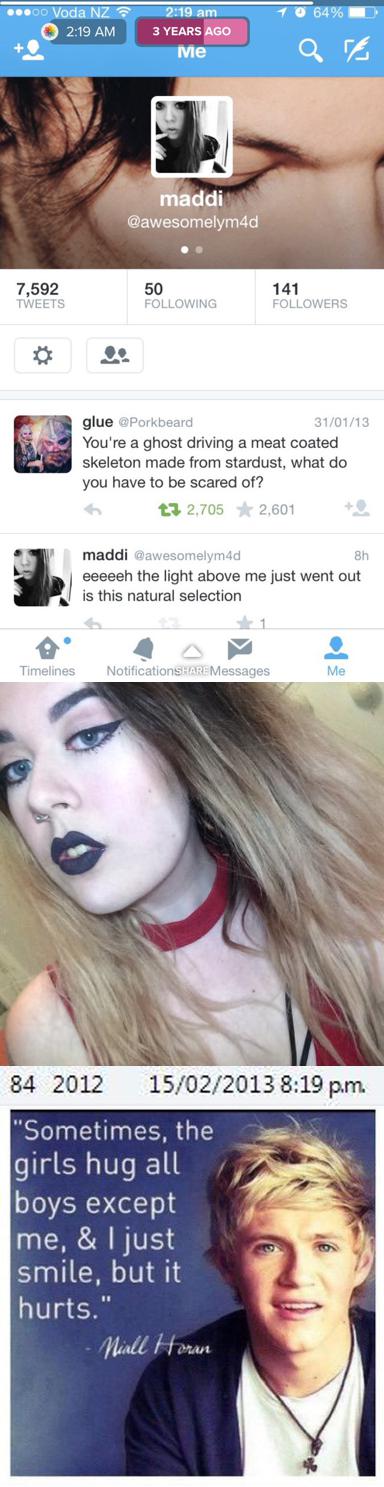 Voda NZ 2:19 am 64%
2:19 AM 3 YEARS AGO
Me
maddi
@awesomelym4d
7,592 50 141
TWEETS FOLLOWING FOLLOWERS
glue @Porkbeard 31/01/13
You're a ghost driving a meat coated
skeleton made from stardust, what do
you have to be scared of?
2,705 2,601
maddi @awesomelym4d 8h
eeeeeh the light above me just went out
is this natural selection
1
Timelines Notifications SHARE Messages Me
84 2012 15/02/2013 8:19 p.m.
"Sometimes, the
girls hug all
boys except
me, & I just
smile, but it
hurts."
- Niall Horan